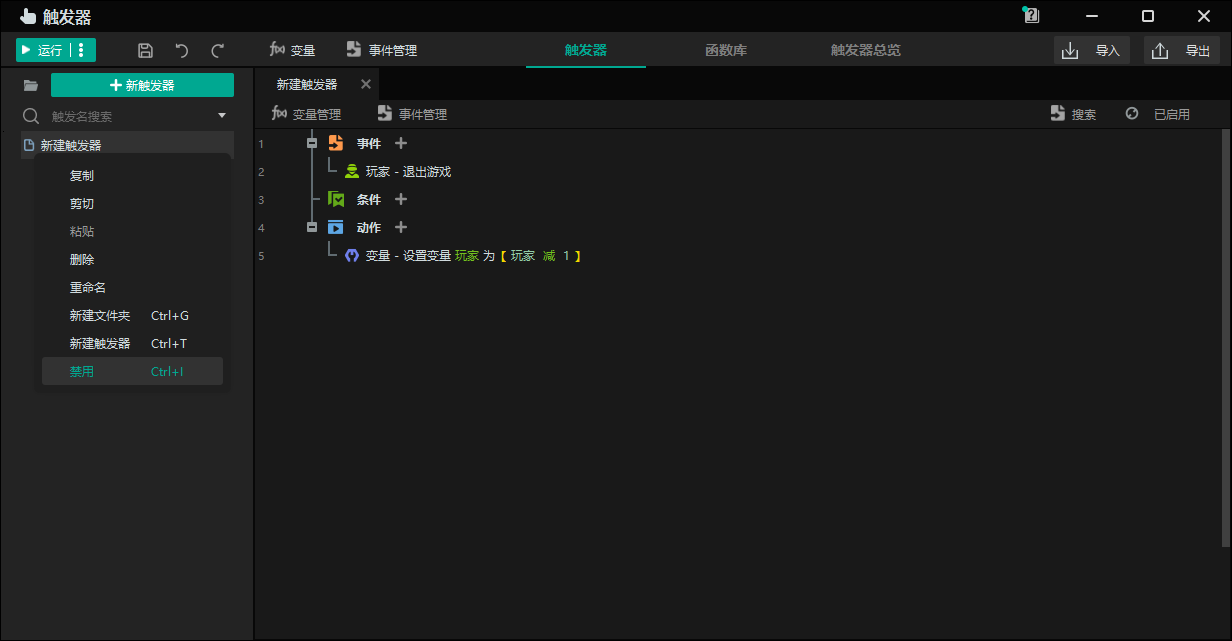 触发器
运行 变量 事件管理 触发器 函数库 触发器总览 导入 导出
新触发器 新建触发器
触发名搜索 变量管理 事件管理 搜索 已启用
新建触发器
复制
剪切
粘贴
删除
重命名
新建文件夹 Ctrl+G
新建触发器 Ctrl+T
禁用 Ctrl+I
1 事件
2 玩家 - 退出游戏
3 条件
4 动作
5 变量 - 设置变量 玩家 为 【 玩家 减 1 】